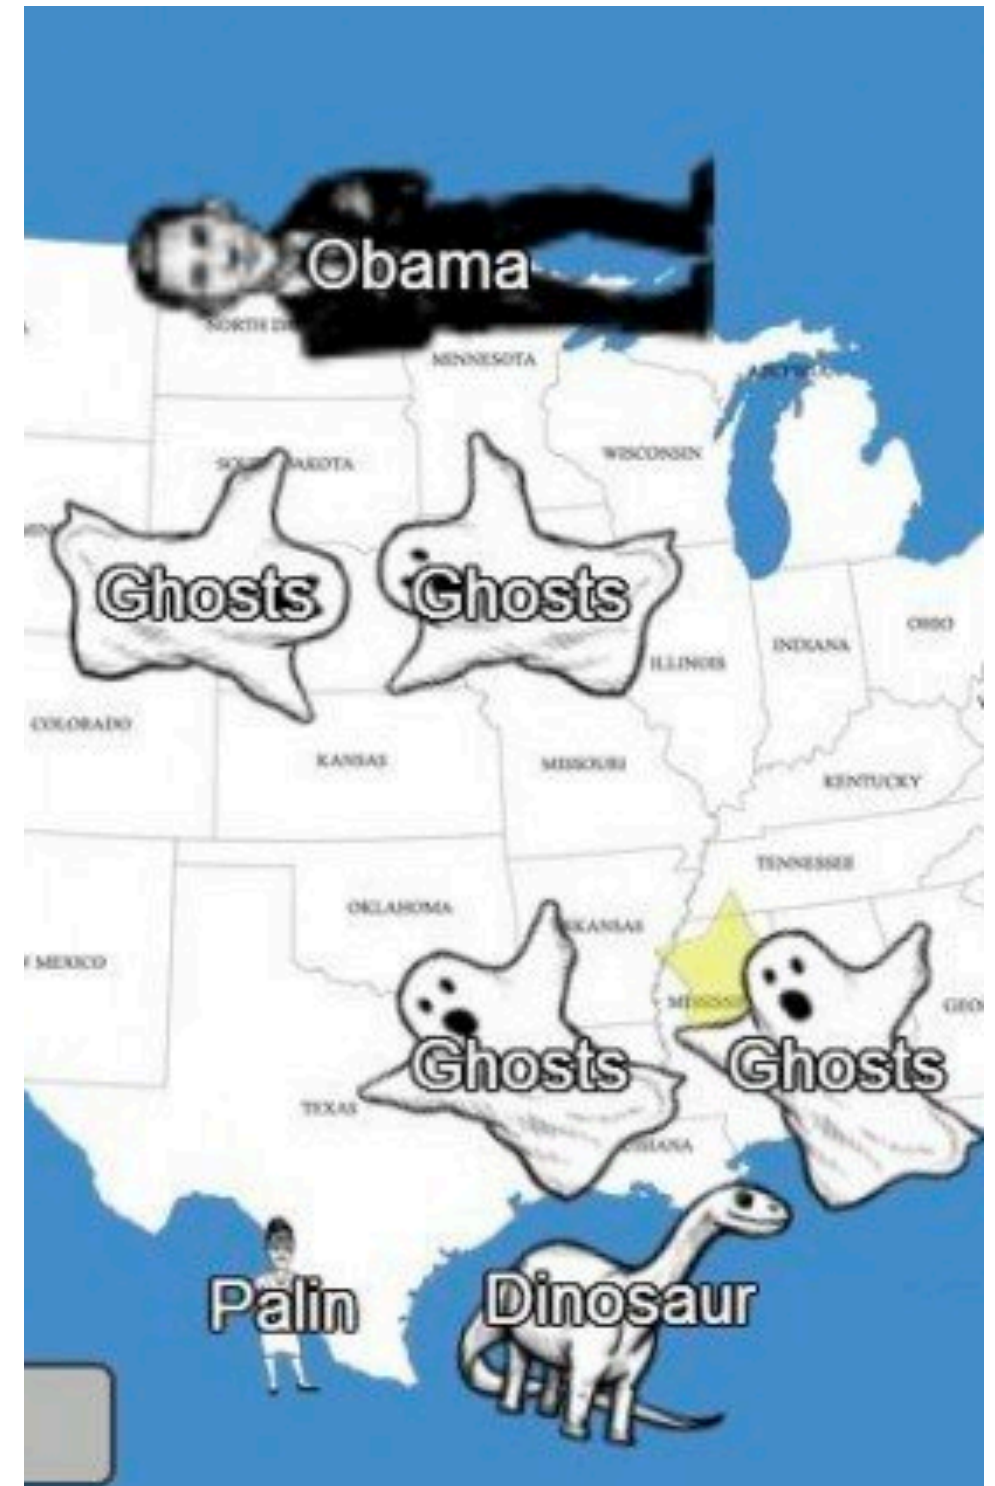 Obama
MINNESOTA
WISCONSIN
Ghosts
Ghosts
OHIO
INDIANA
ILLINOIS
COLORADO
KANSAS
MISSOURI
KENTUCKY
TENNESSEE
OKLAHOMA
MEXICO
Ghosts
Ghosts
TEXAS
Palin
Dinosaur